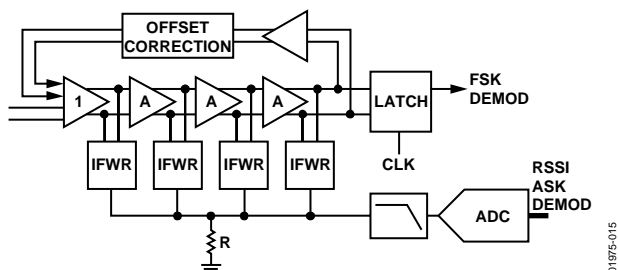 OFFSET
CORRECTION
1
A
A
A
LATCH
FSK
DEMOD
IFWR
IFWR
IFWR
IFWR
CLK
RSSI
ASK
DEMOD
ADC
R
01975-015